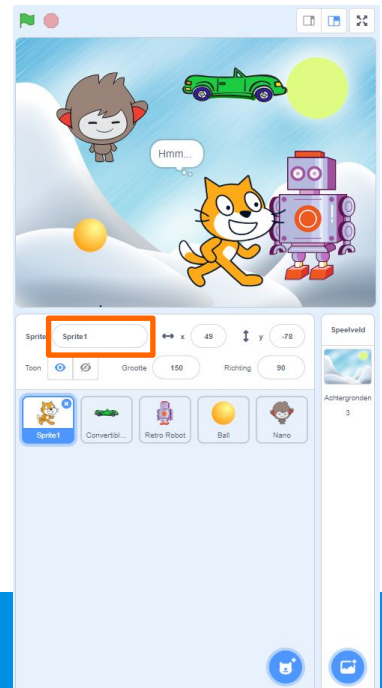 Hmm...
Sprite Sprite1 x 49 y -78
Toon Grootte 150 Richting 90
Speelveld
Sprite1 Convertibl... Retro Robot Ball Nano
Achtergronden
3